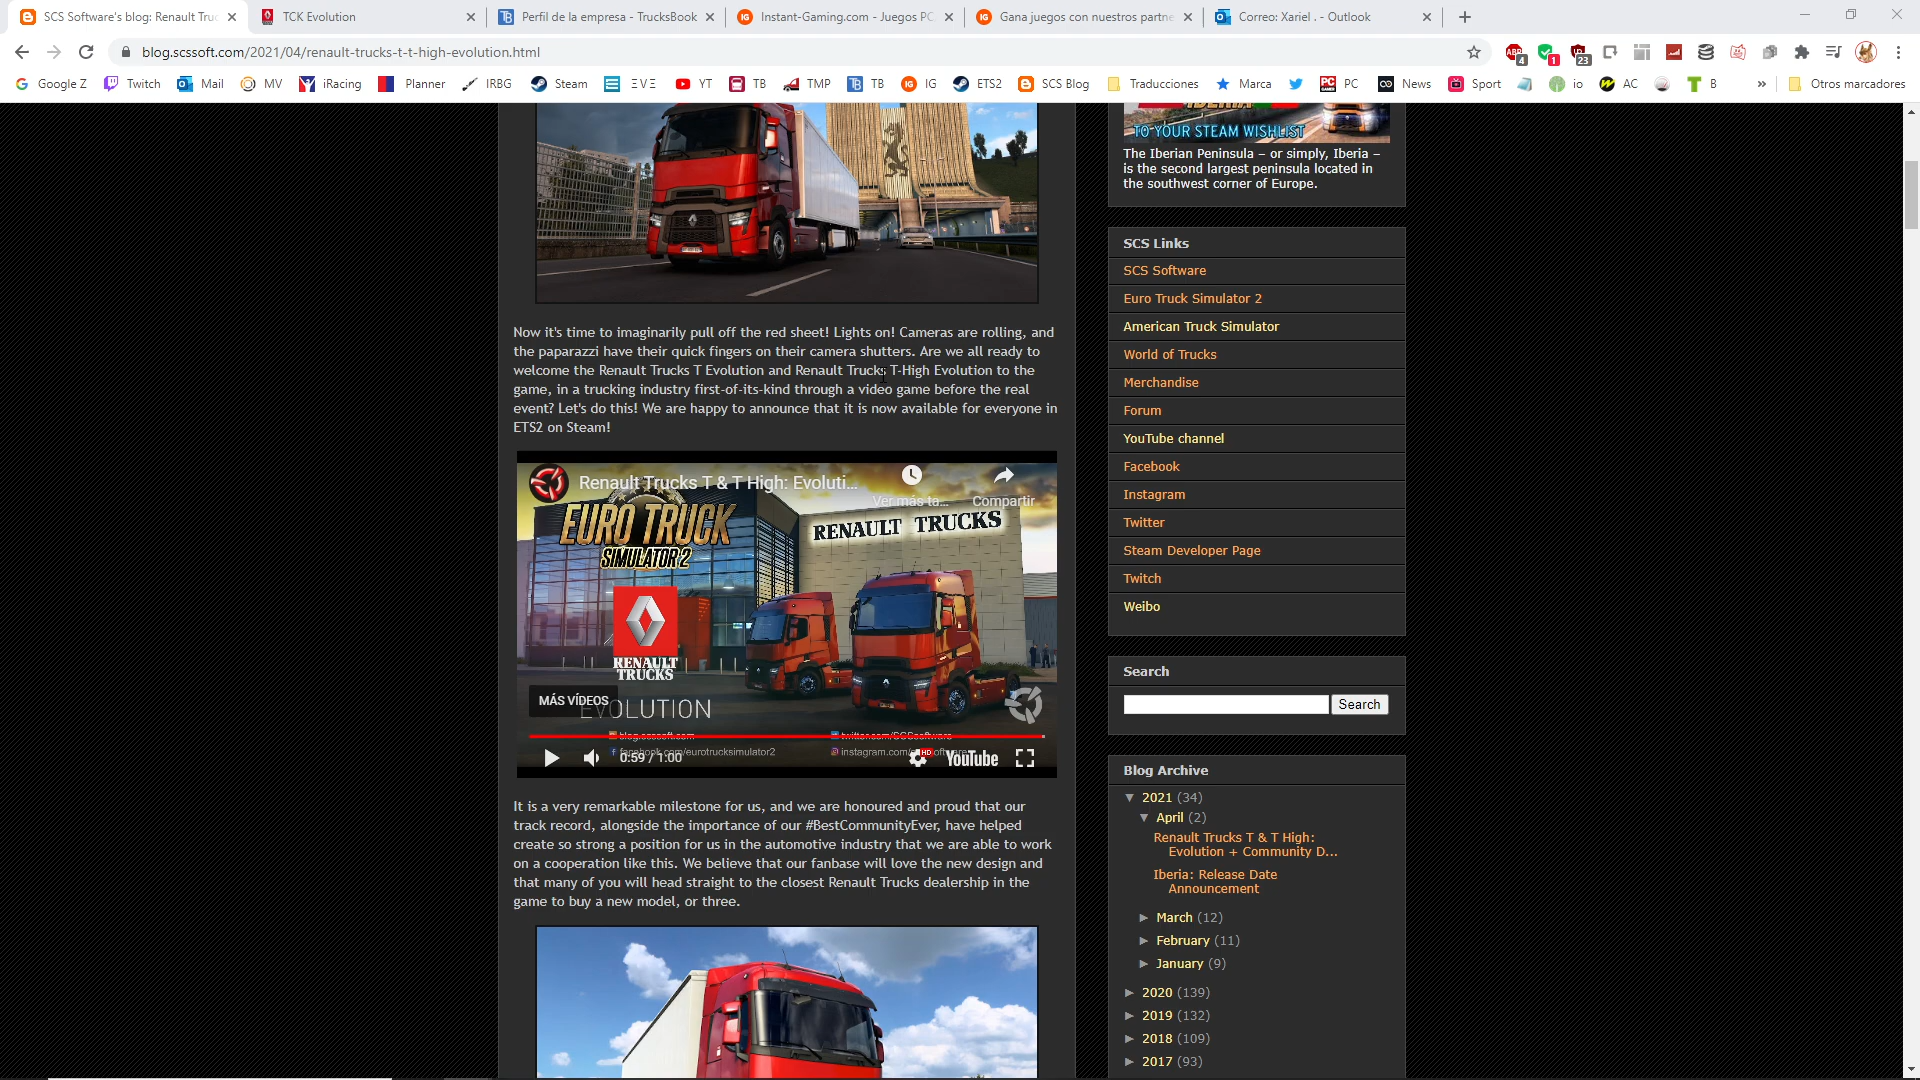 SCS Software's blog: Renault Truc
TCK Evolution
Perfil de la empresa - TrucksBook
Instant-Gaming.com - Juegos PC
Gana juegos con nuestros partne
Correo: Xariel . - Outlook
blog.scssoft.com/2021/04/renault-trucks-t-t-high-evolution.html
4
1
23
Google Z
Twitch
Mail
MV
iRacing
Planner
IRBG
Steam
ΞVΞ
YT
TB
TMP
TB
IG
ETS2
SCS Blog
Traducciones
Marca
PC
News
Sport
io
AC
B
»
Otros marcadores
TO YOUR STEAM WISHLIST
The Iberian Peninsula – or simply, Iberia –
is the second largest peninsula located in
the southwest corner of Europe.
Now it's time to imaginarily pull off the red sheet! Lights on! Cameras are rolling, and
the paparazzi have their quick fingers on their camera shutters. Are we all ready to
welcome the Renault Trucks T Evolution and Renault Trucks T-High Evolution to the
game, in a trucking industry first-of-its-kind through a video game before the real
event? Let's do this! We are happy to announce that it is now available for everyone in
ETS2 on Steam!
Renault Trucks T & T High: Evoluti...
Ver más ta...
Compartir
EURO TRUCK
SIMULATOR 2
RENAULT TRUCKS
RENAULT
TRUCKS
MÁS VÍDEOS
EVOLUTION
blog.scssoft.com
twitter.com/SCSsoftware
facebook.com/eurotrucksimulator2
0:59 / 1:00
HD
YouTube
It is a very remarkable milestone for us, and we are honoured and proud that our
track record, alongside the importance of our #BestCommunityEver, have helped
create so strong a position for us in the automotive industry that we are able to work
on a cooperation like this. We believe that our fanbase will love the new design and
that many of you will head straight to the closest Renault Trucks dealership in the
game to buy a new model, or three.
SCS Links
SCS Software
Euro Truck Simulator 2
American Truck Simulator
World of Trucks
Merchandise
Forum
YouTube channel
Facebook
Instagram
Twitter
Steam Developer Page
Twitch
Weibo
Search
Search
Blog Archive
▼ 2021 (34)
▼ April (2)
Renault Trucks T & T High:
Evolution + Community D...
Iberia: Release Date
Announcement
► March (12)
► February (11)
► January (9)
► 2020 (139)
► 2019 (132)
► 2018 (109)
► 2017 (93)